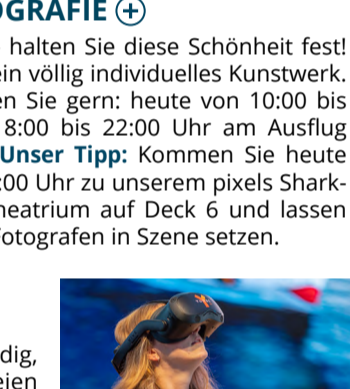 OGRAFIE
halten Sie diese Schönheit fest!
ein völlig individuelles Kunstwerk.
en Sie gern: heute von 10:00 bis
8:00 bis 22:00 Uhr am Ausflug
Unser Tipp: Kommen Sie heute
:00 Uhr zu unserem pixels Shark-
heatrium auf Deck 6 und lassen
Fotografen in Szene setzen.
dig,
eien